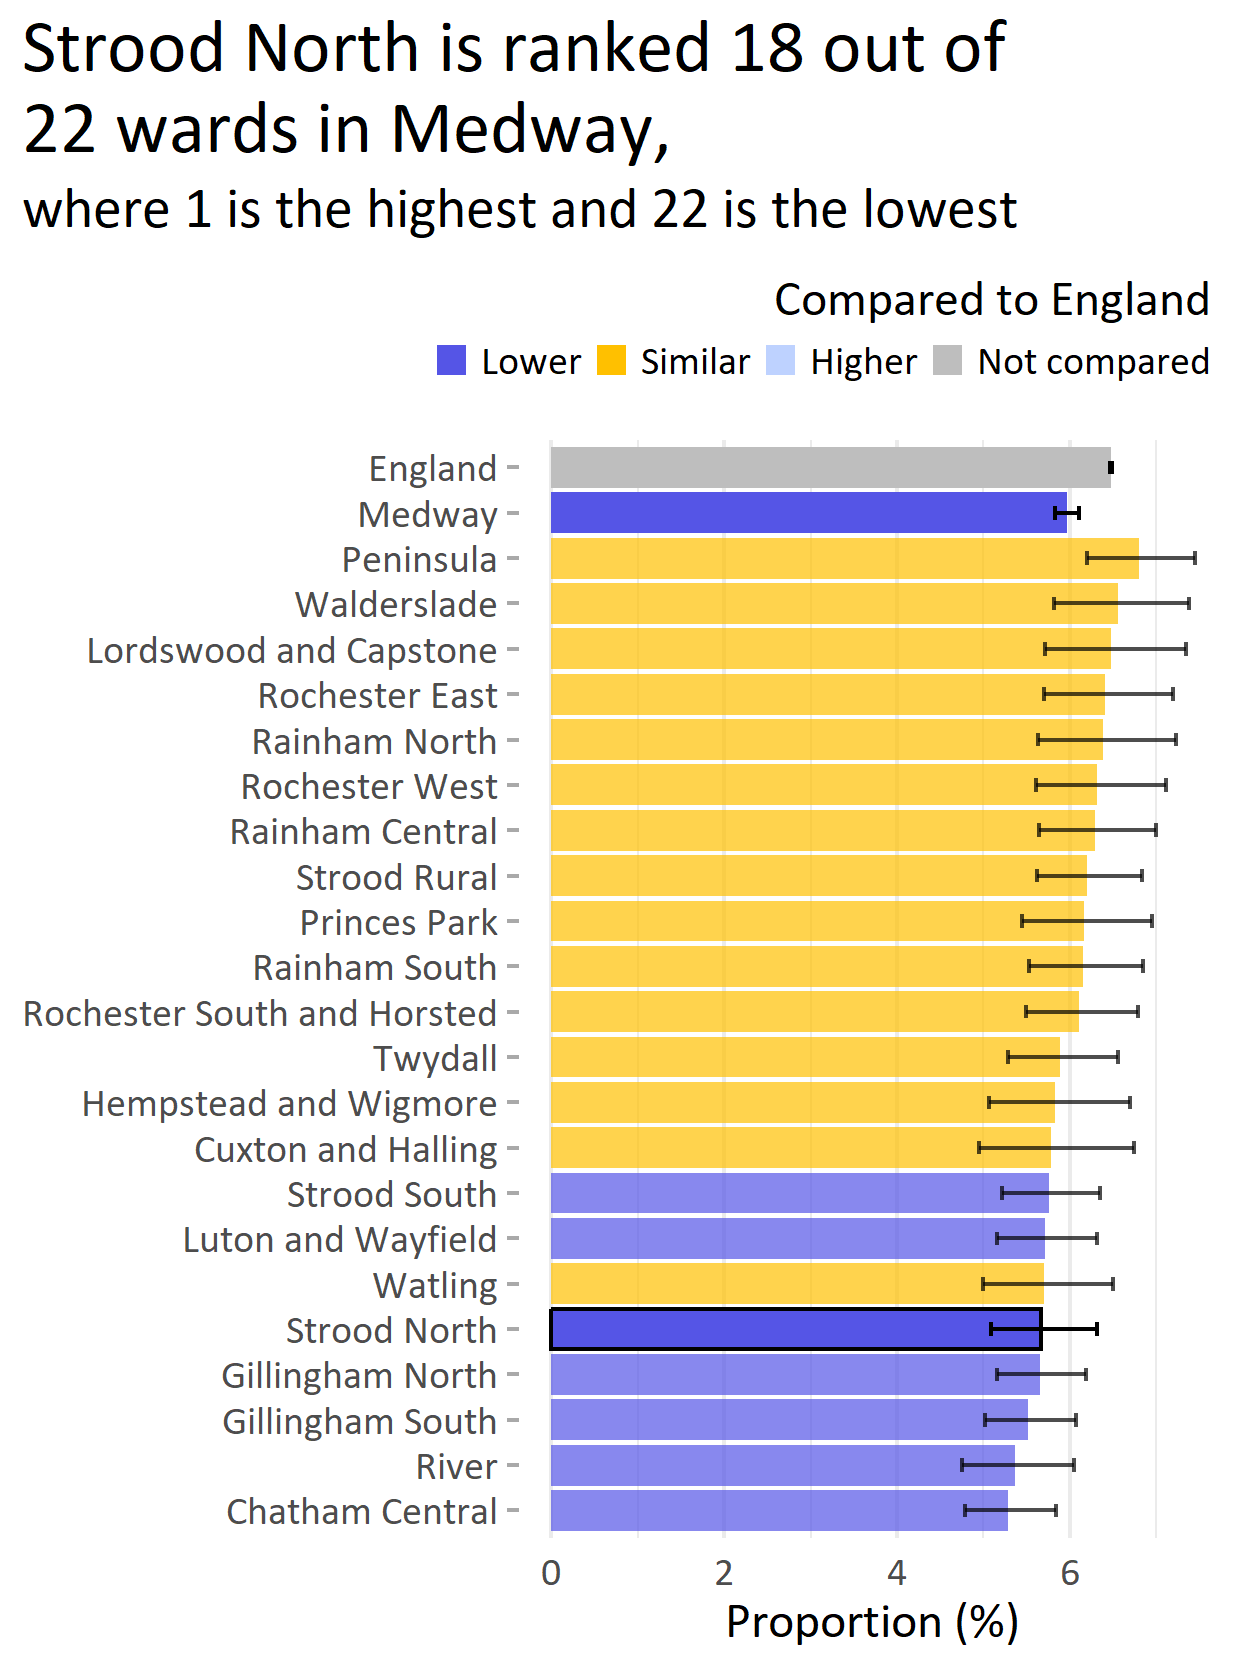 Strood North is ranked 18 out of
22 wards in Medway,
where 1 is the highest and 22 is the lowest
Compared to England
Lower Similar Higher Not compared
England
Medway
Peninsula
Walderslade
Lordswood and Capstone
Rochester East
Rainham North
Rochester West
Rainham Central
Strood Rural
Princes Park
Rainham South
Rochester South and Horsted
Twydall
Hempstead and Wigmore
Cuxton and Halling
Strood South
Luton and Wayfield
Watling
Strood North
Gillingham North
Gillingham South
River
Chatham Central
0 2 4 6
Proportion (%)